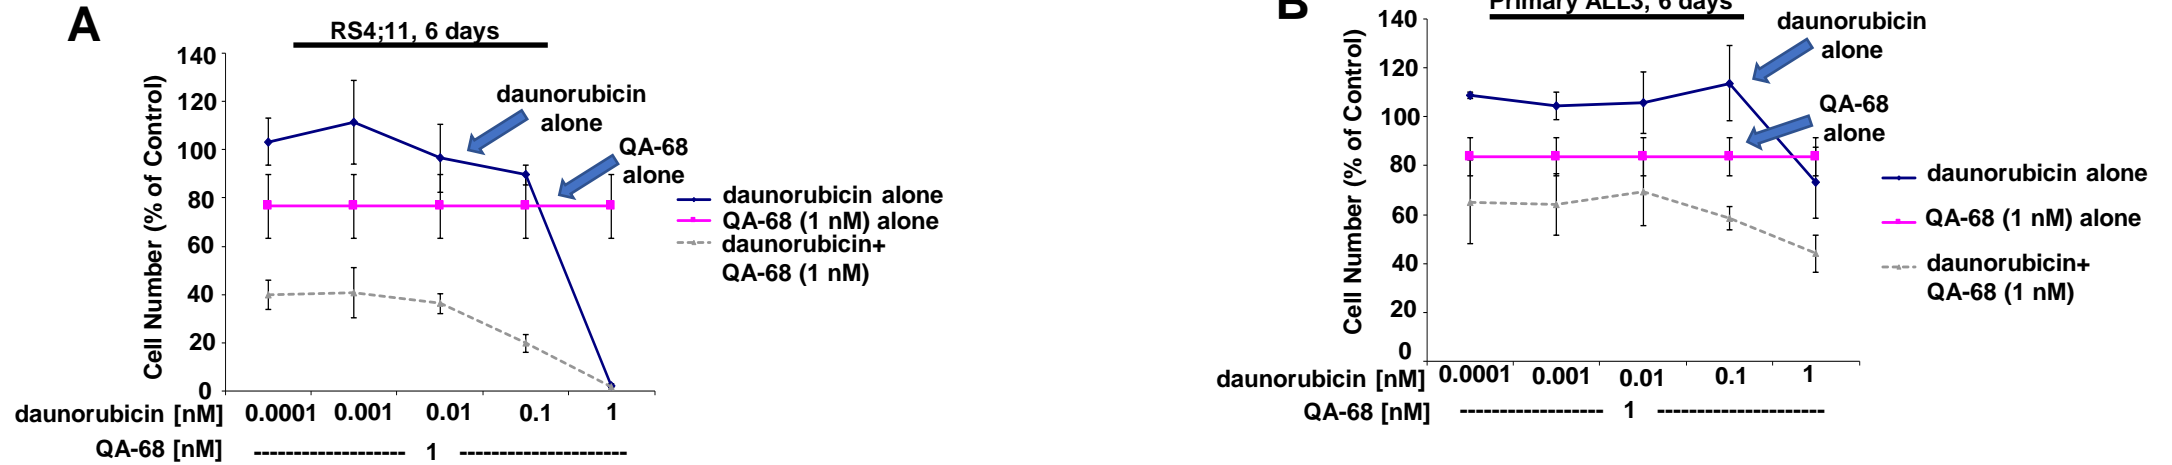 A
RS4;11, 6 days
Cell Number (% of Control)
140
120
100
80
60
40
20
0
daunorubicin
alone
QA-68
alone
daunorubicin alone
QA-68 (1 nM) alone
daunorubicin+
QA-68 (1 nM)
daunorubicin [nM] 0.0001 0.001 0.01 0.1 1
QA-68 [nM] ------------------- 1 ---------------------
B
Primary ALL3, 6 days
Cell Number (% of Control)
140
120
100
80
60
40
20
0
daunorubicin
alone
QA-68
alone
daunorubicin alone
QA-68 (1 nM) alone
daunorubicin+
QA-68 (1 nM)
daunorubicin [nM] 0.0001 0.001 0.01 0.1 1
QA-68 [nM] ------------------ 1 ---------------------